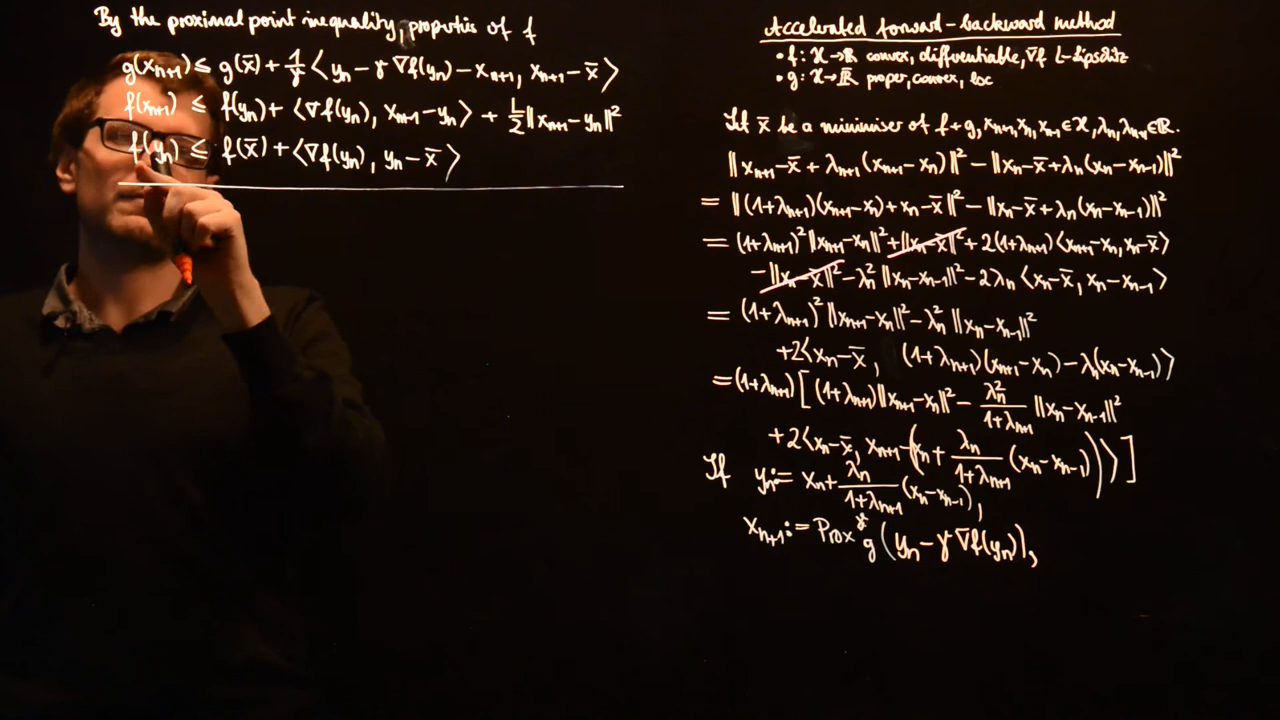 By the proximal point inequality, properties of f
g(xₙ₊₁) ≤ g(x̄) + 1/γ ⟨yₙ − γ ∇f(yₙ) − xₙ₊₁, xₙ₊₁ − x̄⟩
f(xₙ₊₁) ≤ f(yₙ) + ⟨∇f(yₙ), xₙ₊₁ − yₙ⟩ + L/2 ‖xₙ₊₁ − yₙ‖²
f(yₙ) ≤ f(x̄) + ⟨∇f(yₙ), yₙ − x̄⟩
Accelerated forward-backward method
• f: X → ℝ convex, differentiable, ∇f L-Lipschitz
• g: X → ℝ̄ proper, convex, lsc
Let x̄ be a minimiser of f+g, xₙ₊₁, xₙ, xₙ₋₁ ∈ X, λₙ, λₙ₊₁ ∈ ℝ.
‖xₙ₊₁ − x̄ + λₙ₊₁(xₙ₊₁ − xₙ)‖² − ‖xₙ − x̄ + λₙ(xₙ − xₙ₋₁)‖²
= ‖(1+λₙ₊₁)(xₙ₊₁ − xₙ) + xₙ − x̄‖² − ‖xₙ − x̄ + λₙ(xₙ − xₙ₋₁)‖²
= (1+λₙ₊₁)² ‖xₙ₊₁ − xₙ‖² + ‖xₙ − x̄‖² + 2(1+λₙ₊₁)⟨xₙ₊₁ − xₙ, xₙ − x̄⟩
− ‖xₙ − x̄‖² − λₙ² ‖xₙ − xₙ₋₁‖² − 2λₙ ⟨xₙ − x̄, xₙ − xₙ₋₁⟩
= (1+λₙ₊₁)² ‖xₙ₊₁ − xₙ‖² − λₙ² ‖xₙ − xₙ₋₁‖²
+ 2⟨xₙ − x̄, (1+λₙ₊₁)(xₙ₊₁ − xₙ) − λₙ(xₙ − xₙ₋₁)⟩
= (1+λₙ₊₁) [ (1+λₙ₊₁)‖xₙ₊₁ − xₙ‖² − λₙ²/(1+λₙ₊₁) ‖xₙ − xₙ₋₁‖²
+ 2⟨xₙ − x̄, xₙ₊₁ − (xₙ + λₙ/(1+λₙ₊₁) (xₙ − xₙ₋₁))⟩ ]
If yₙ := xₙ + λₙ/(1+λₙ₊₁) (xₙ − xₙ₋₁),
xₙ₊₁ := Prox^γ_g (yₙ − γ ∇f(yₙ)),